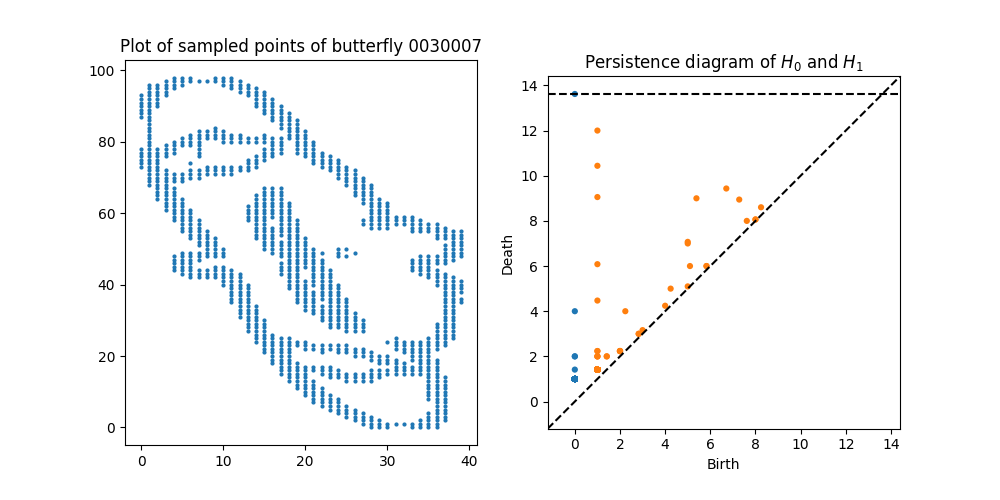 Plot of sampled points of butterfly 0030007
100
80
60
40
20
0
0 10 20 30 40
Persistence diagram of H₀ and H₁
14
12
10
8
6
4
2
0
Death
0 2 4 6 8 10 12 14
Birth